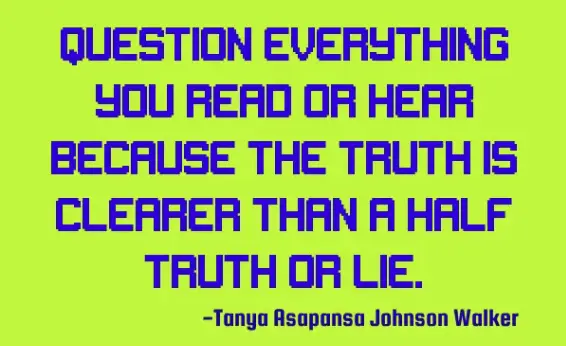 QUESTION EVERYTHING
YOU READ OR HEAR
BECAUSE THE TRUTH IS
CLEARER THAN A HALF
TRUTH OR LIE.
-Tanya Asapansa Johnson Walker